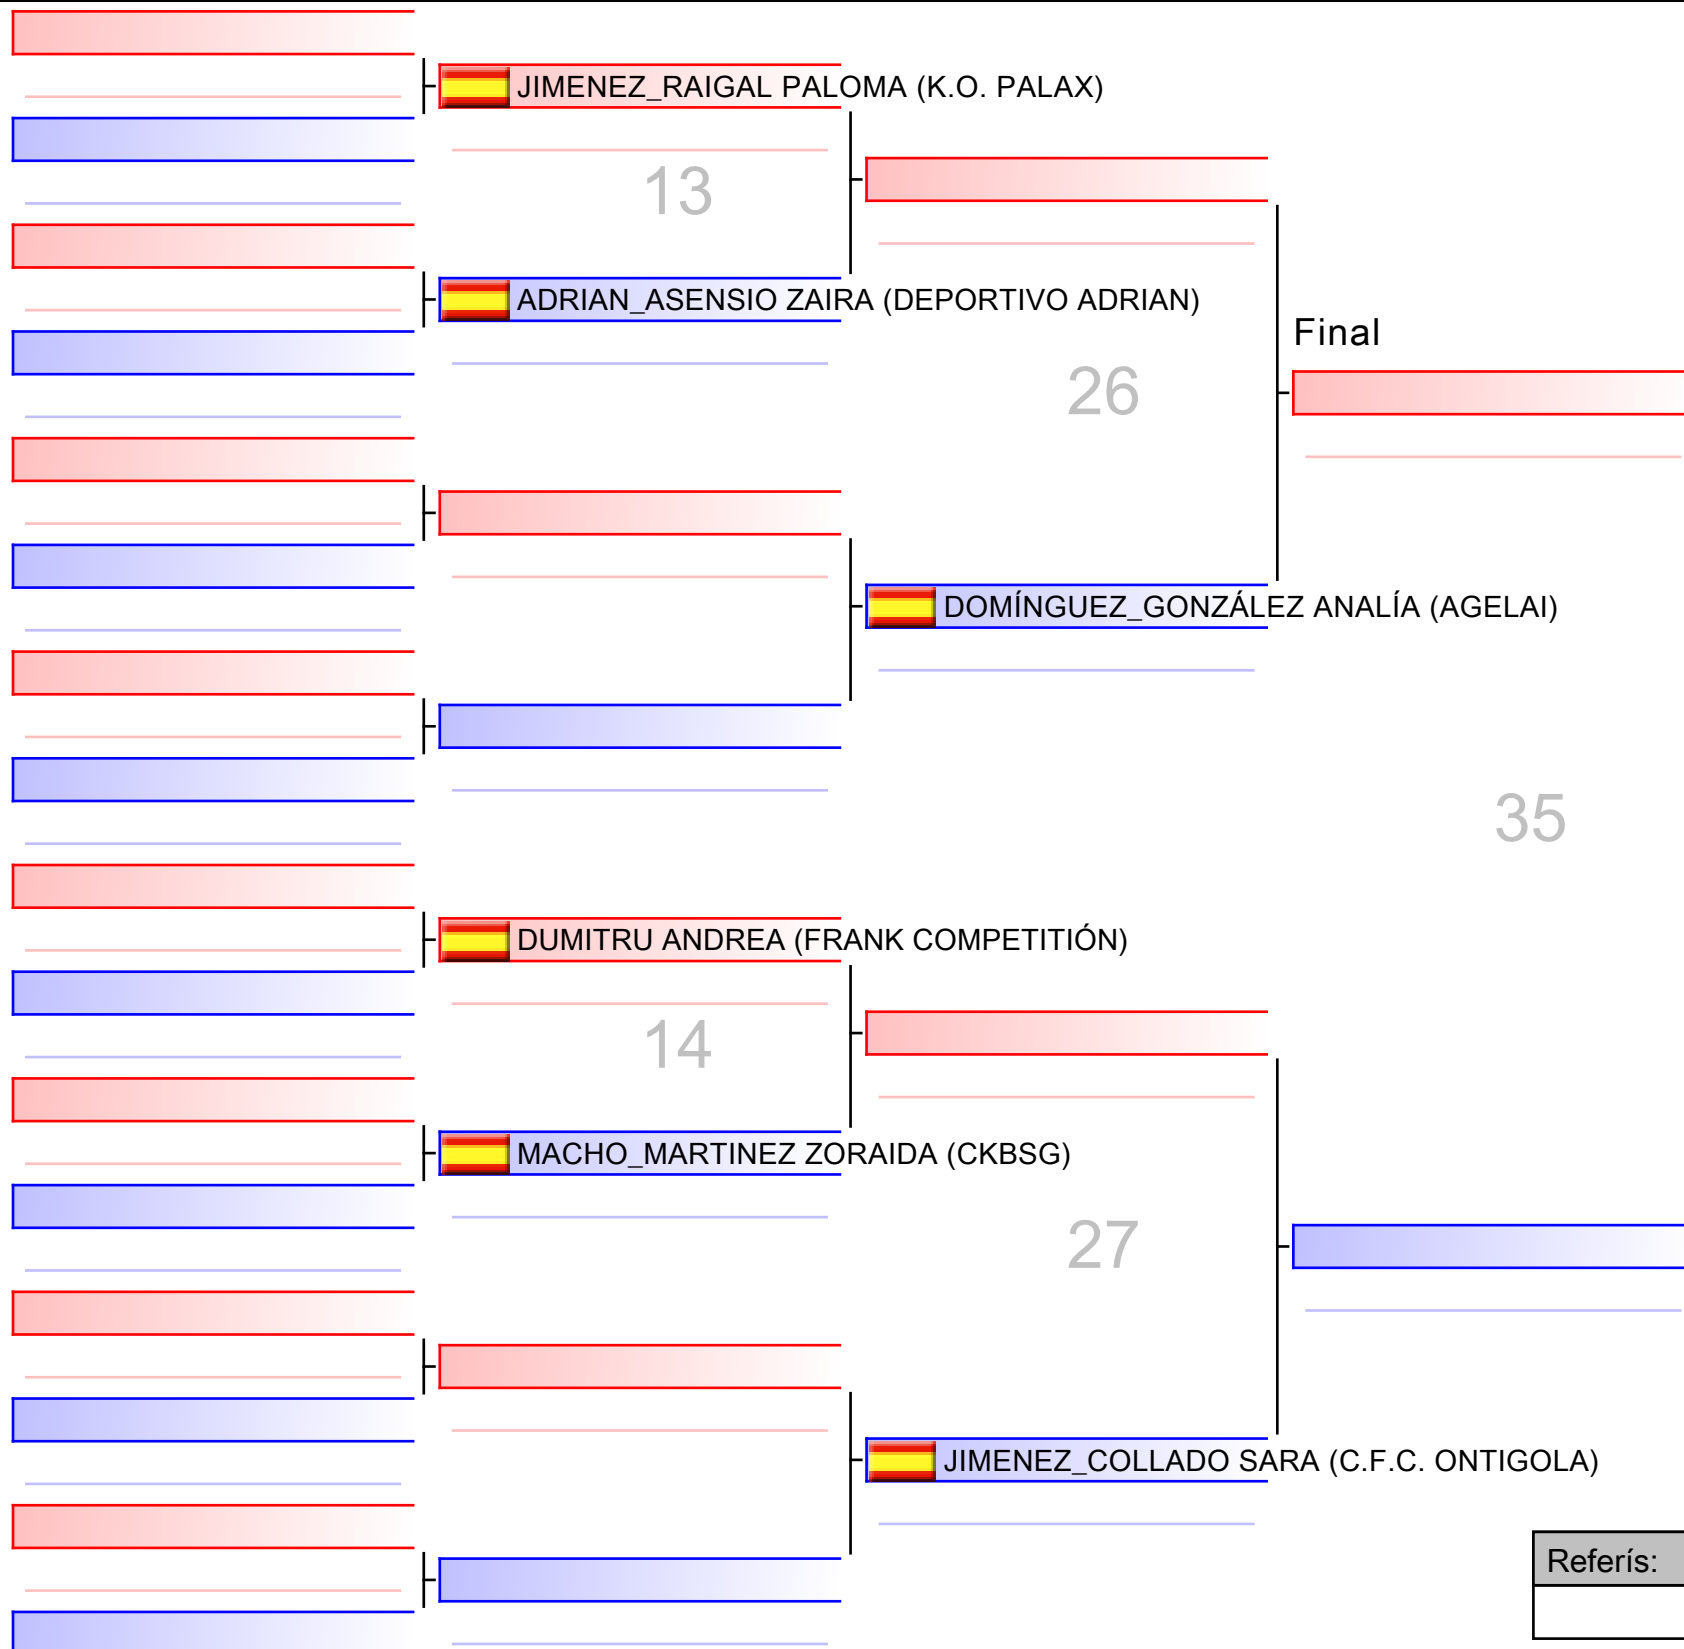 JIMENEZ_RAIGAL PALOMA (K.O. PALAX)
13
ADRIAN_ASENSIO ZAIRA (DEPORTIVO ADRIAN)
Final
26
DOMÍNGUEZ_GONZÁLEZ ANALÍA (AGELAI)
35
DUMITRU ANDREA (FRANK COMPETITIÓN)
14
MACHO_MARTINEZ ZORAIDA (CKBSG)
27
JIMENEZ_COLLADO SARA (C.F.C. ONTIGOLA)
Referís: